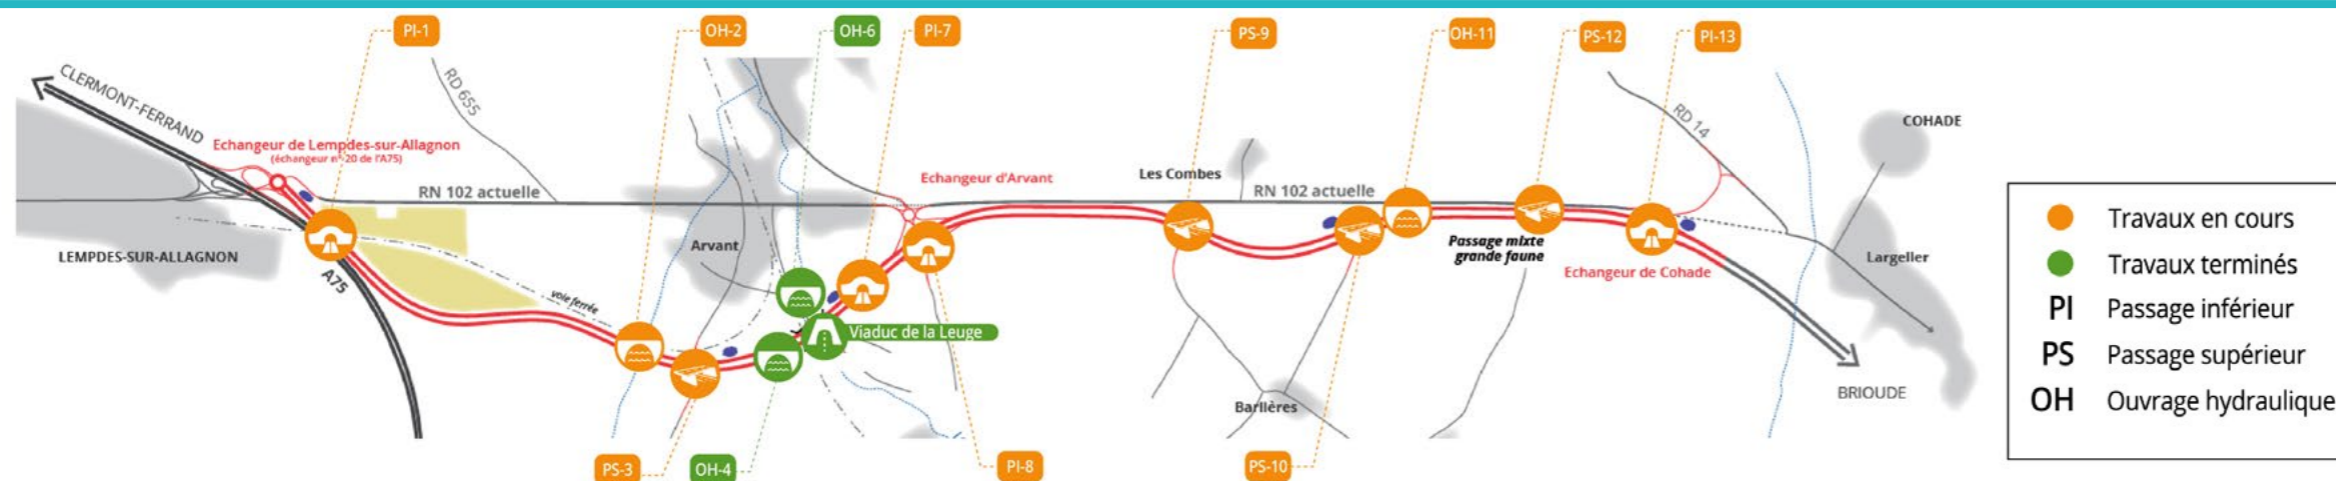 PI-1
OH-2
OH-6
PI-7
PS-9
OH-11
PS-12
PI-13
CLERMONT-FERRAND
RD 655
RD 14
COHADE
Echangeur de Lempdes-sur-Allagnon
(échangeur n° 20 de l'A75)
RN 102 actuelle
Echangeur d'Arvant
Les Combes
RN 102 actuelle
LEMPDES-SUR-ALLAGNON
A75
voie ferrée
Arvant
Viaduc de la Leuge
Passage mixte
grande faune
Echangeur de Cohade
Largelier
Barlières
BRIOUDE
PS-3
OH-4
PI-8
PS-10
Travaux en cours
Travaux terminés
PI Passage inférieur
PS Passage supérieur
OH Ouvrage hydraulique